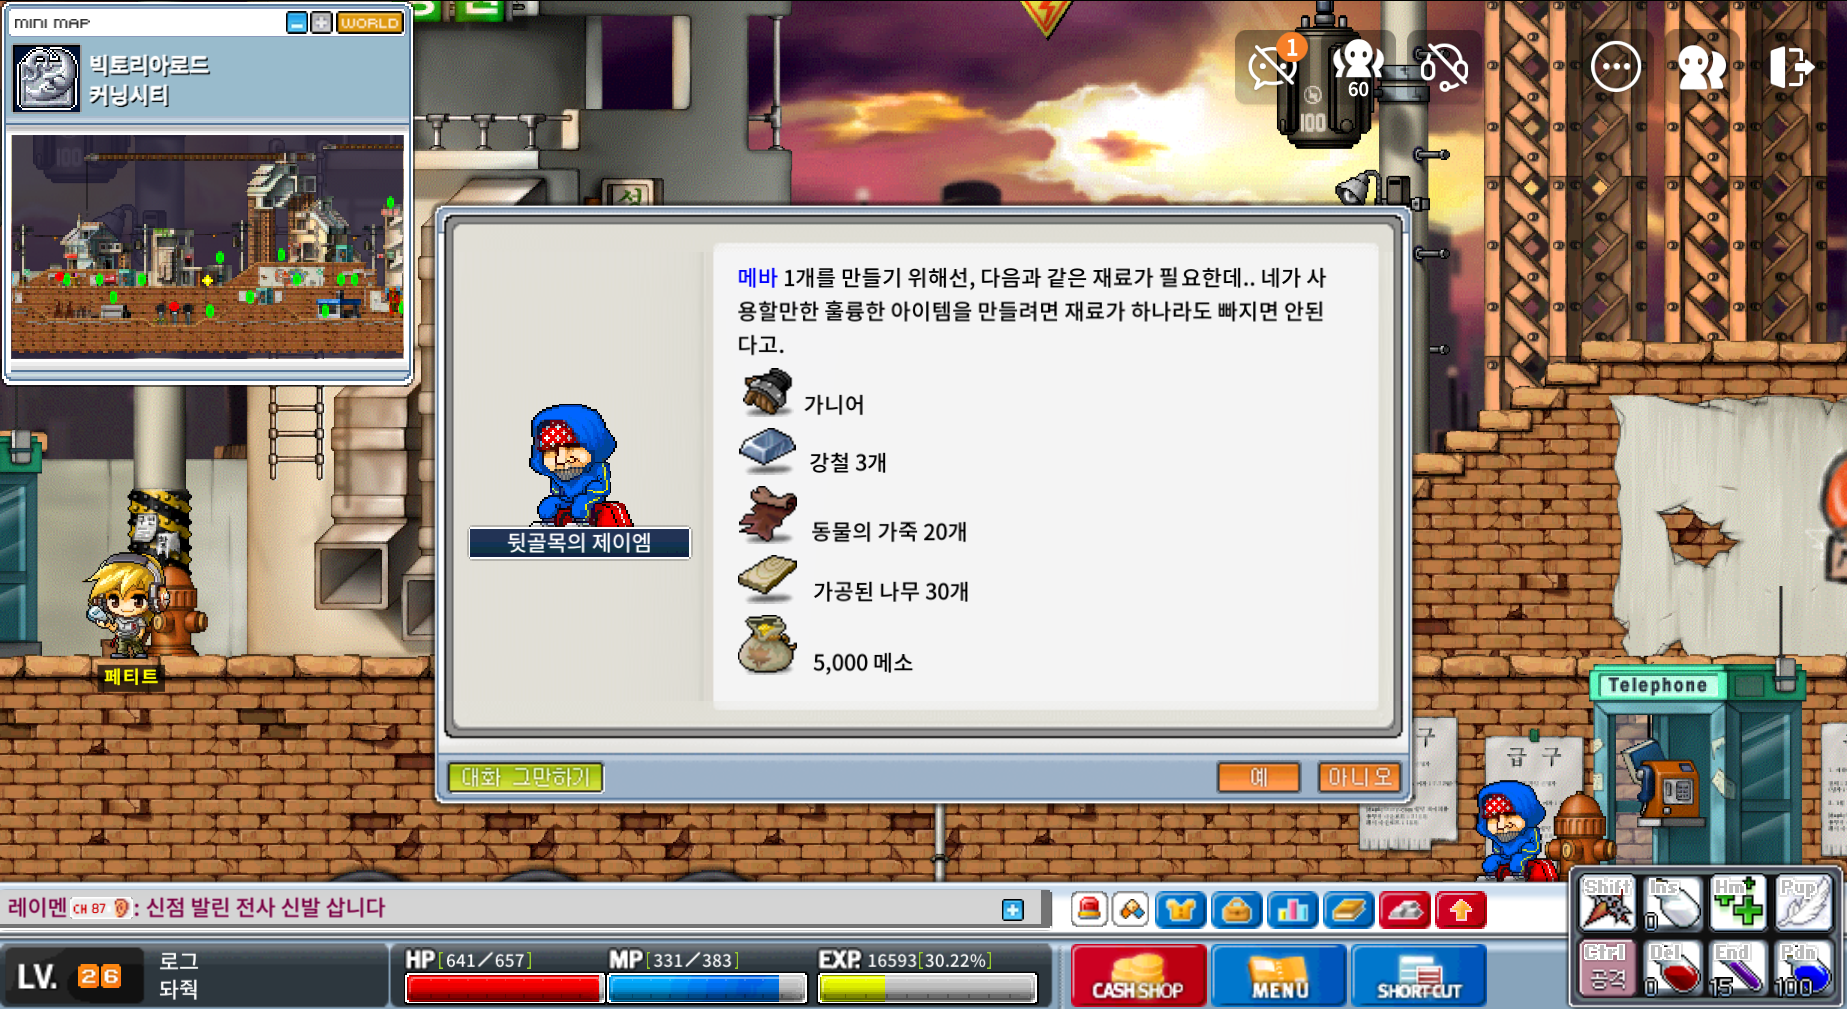 MINI MAP
WORLD
빅토리아로드
커닝시티
1
60
100
메바 1개를 만들기 위해선, 다음과 같은 재료가 필요한데.. 네가 사
용할만한 훌륭한 아이템을 만들려면 재료가 하나라도 빠지면 안된
다고.
가니어
강철 3개
동물의 가죽 20개
가공된 나무 30개
5,000 메소
뒷골목의 제이엠
대화 그만하기
예
아니오
페티트
Telephone
급 구
레이멘 CH 87 : 신점 발린 전사 신발 삽니다
LV. 26
로그
돠줙
HP[641/657]
MP[331/383]
EXP. 16593[30.22%]
CASH SHOP
MENU
SHORT CUT
Shift
Ins
0
Hm
Pup
Ctrl
공격
Del
0
End
15
Pdn
100